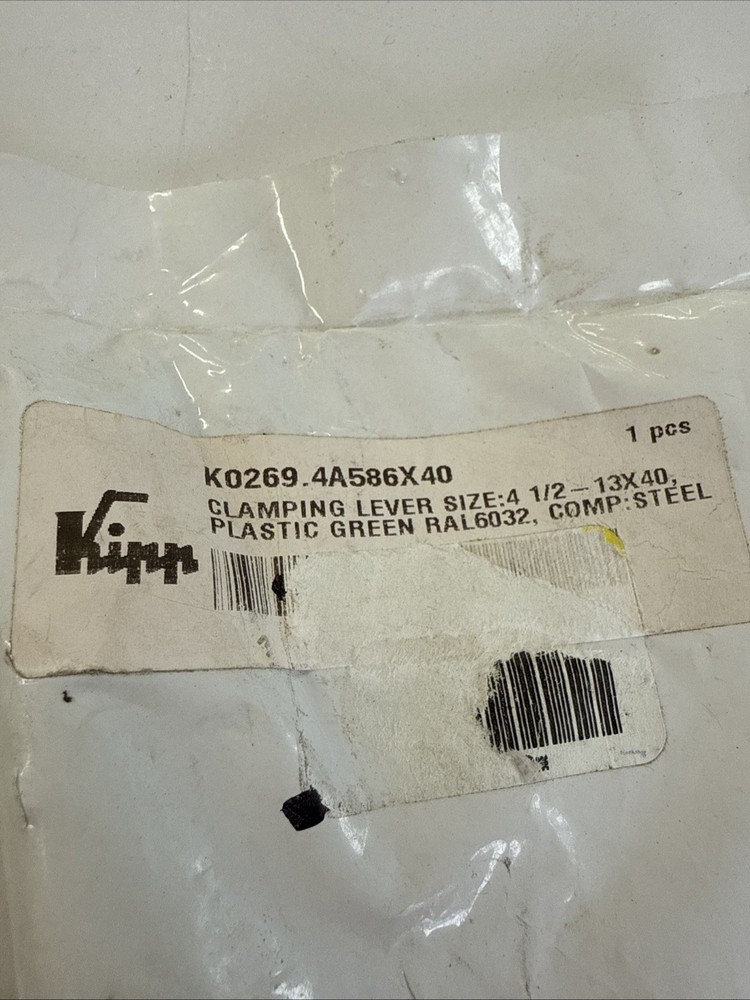 1 pcs
K0269.4A586X40
CLAMPING LEVER SIZE:4 1/2-13X40,
PLASTIC GREEN RAL6032, COMP:STEEL
Kipp